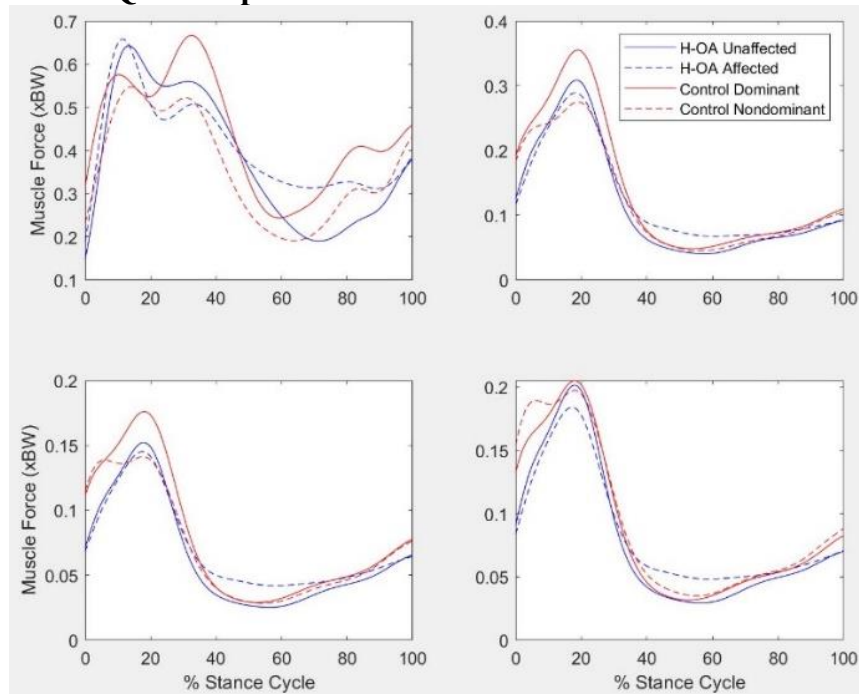 0.7
0.6
0.5
0.4
0.3
0.2
0.1
0 20 40 60 80 100
Muscle Force (xBW)
0.4
0.3
0.2
0.1
0
0 20 40 60 80 100
H-OA Unaffected
H-OA Affected
Control Dominant
Control Nondominant
0.2
0.15
0.1
0.05
0
0 20 40 60 80 100
Muscle Force (xBW)
% Stance Cycle
0.2
0.15
0.1
0.05
0
0 20 40 60 80 100
% Stance Cycle